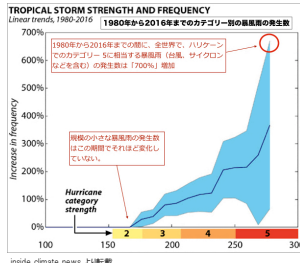 TROPICAL STORM STRENGTH AND FREQUENCY
Linear trends, 1980-2016
1980年から2016年までのカテゴリー別の暴風雨の発生数
700%
600%
500%
400%
300%
200%
100%
0%
Increase in frequency
1980年から2016年までの間に、全世界で、ハリケーン
でのカテゴリー 5に相当する暴風雨（台風、サイクロン
などを含む）の発生数は「700%」増加
規模の小さな暴風雨の発生数
はこの期間でそれほど変化し
ていない。
Hurricane
category
strength
2 3 4 5
100 150 200 250 300
inside climate news より転載